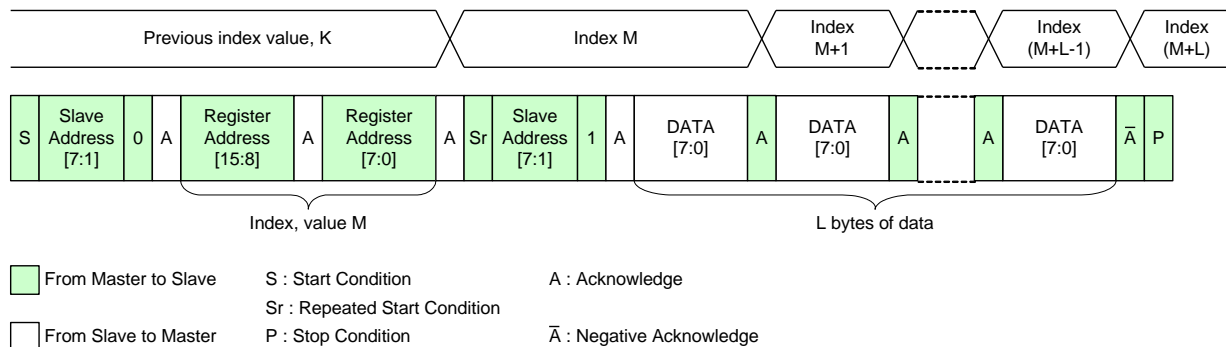 Previous index value, K
Index M
Index
M+1
Index
(M+L-1)
Index
(M+L)
S
Slave
Address
[7:1]
0
A
Register
Address
[15:8]
A
Register
Address
[7:0]
A
Sr
Slave
Address
[7:1]
1
A
DATA
[7:0]
A
DATA
[7:0]
A
A
DATA
[7:0]
A̅
P
Index, value M
L bytes of data
From Master to Slave
S : Start Condition
A : Acknowledge
Sr : Repeated Start Condition
From Slave to Master
P : Stop Condition
A̅ : Negative Acknowledge